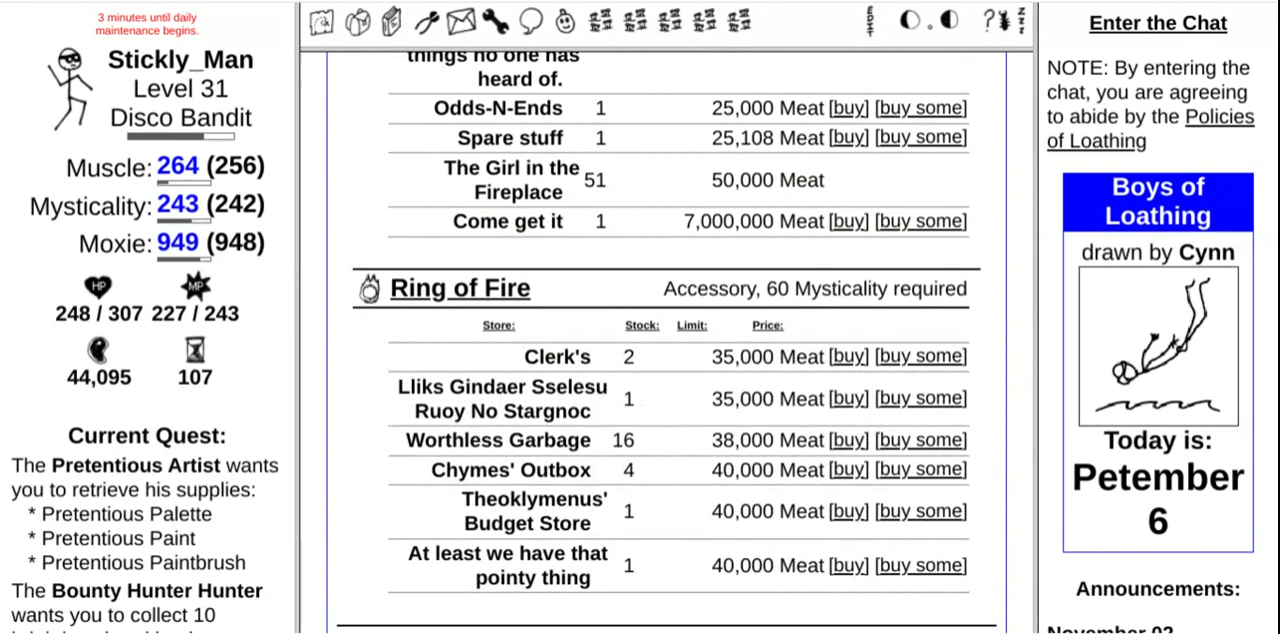 3 minutes until daily
maintenance begins.
Stickly_Man
Level 31
Disco Bandit
Muscle: 264 (256)
Mysticality: 243 (242)
Moxie: 949 (948)
HP MP
248 / 307 227 / 243
44,095 107
Current Quest:
The Pretentious Artist wants
you to retrieve his supplies:
* Pretentious Palette
* Pretentious Paint
* Pretentious Paintbrush
The Bounty Hunter Hunter
wants you to collect 10
things no one has
heard of.
Odds-N-Ends 1 25,000 Meat [buy] [buy some]
Spare stuff 1 25,108 Meat [buy] [buy some]
The Girl in the
Fireplace 51 50,000 Meat
Come get it 1 7,000,000 Meat [buy] [buy some]
Ring of Fire Accessory, 60 Mysticality required
Store: Stock: Limit: Price:
Clerk's 2 35,000 Meat [buy] [buy some]
Lliks Gindaer Sselesu
Ruoy No Stargnoc 1 35,000 Meat [buy] [buy some]
Worthless Garbage 16 38,000 Meat [buy] [buy some]
Chymes' Outbox 4 40,000 Meat [buy] [buy some]
Theoklymenus'
Budget Store 1 40,000 Meat [buy] [buy some]
At least we have that
pointy thing 1 40,000 Meat [buy] [buy some]
Enter the Chat
NOTE: By entering the
chat, you are agreeing
to abide by the Policies
of Loathing
Boys of
Loathing
drawn by Cynn
Today is:
Petember
6
Announcements: